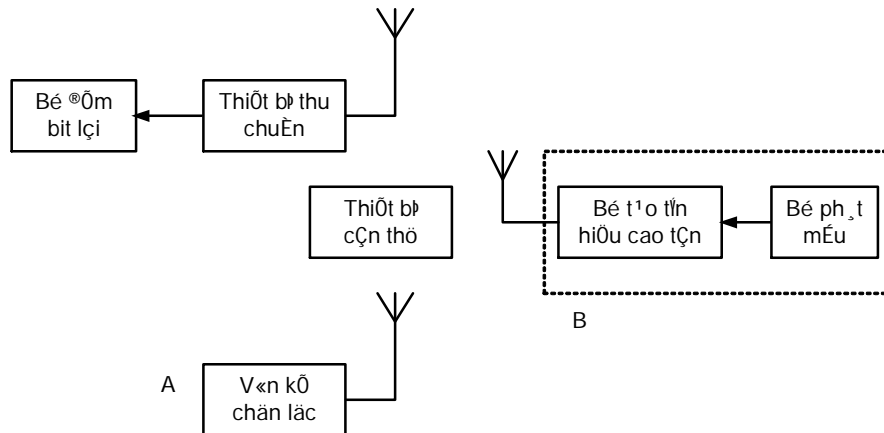 Bé ®Õm
bit lçi
ThiÕt bÞ thu
chuÈn
ThiÕt bÞ
cÇn thö
Bé t¹o tÝn
hiÖu cao tÇn
Bé ph¸t
mÉu
B
A
V«n kÕ
chän läc